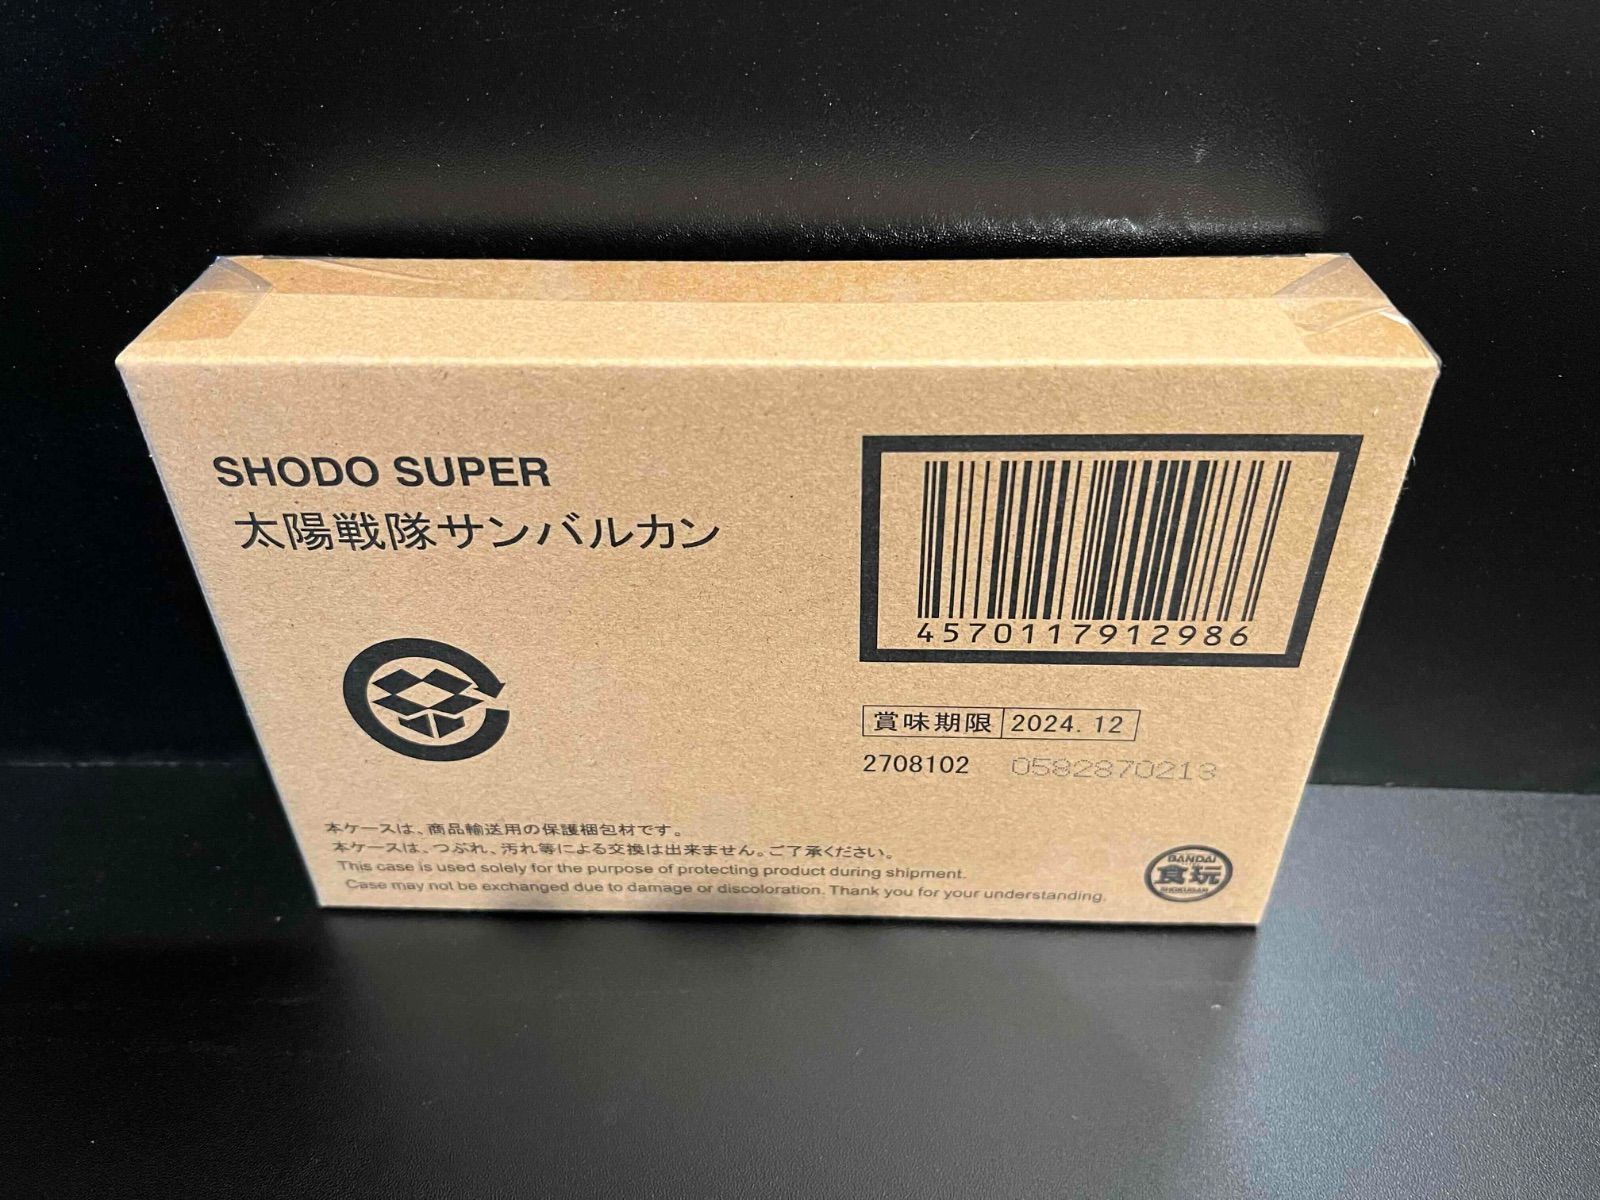 SHODO SUPER
太陽戦隊サンバルカン
4570117912986
賞味期限 2024.12
2708102 0582870213
本ケースは、商品輸送用の保護梱包材です。
本ケースは、つぶれ、汚れ等による交換は出来ません。ご了承ください。
This case is used solely for the purpose of protecting product during shipment.
Case may not be exchanged due to damage or discoloration. Thank you for your understanding.
BANDAI
食玩
SHOKUGAN